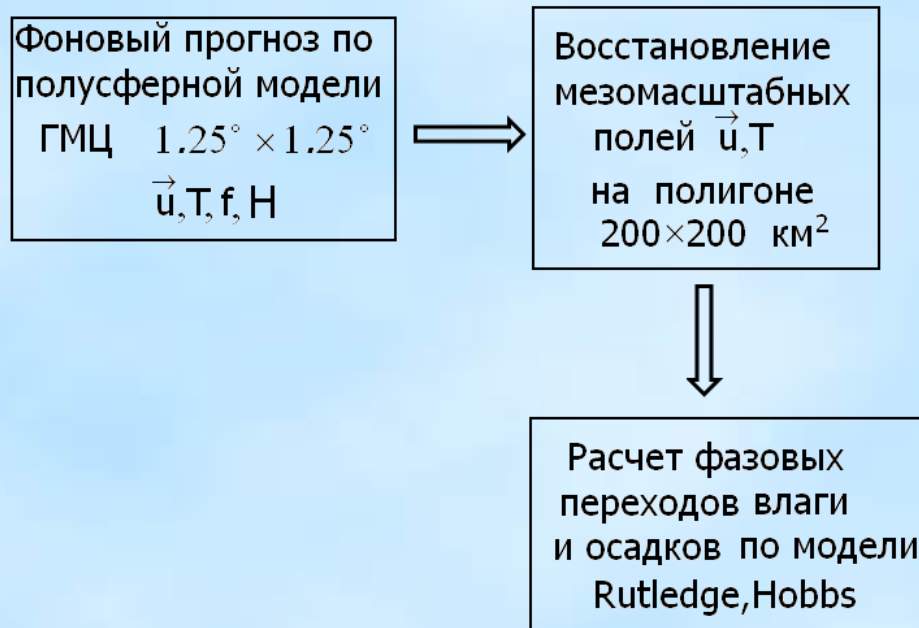 Фоновый прогноз по
полусферной модели
ГМЦ 1.25° ×1.25°
u⃗,T, f, H
Восстановление
мезомасштабных
полей u⃗,T
на полигоне
200×200 км²
Расчет фазовых
переходов влаги
и осадков по модели
Rutledge,Hobbs